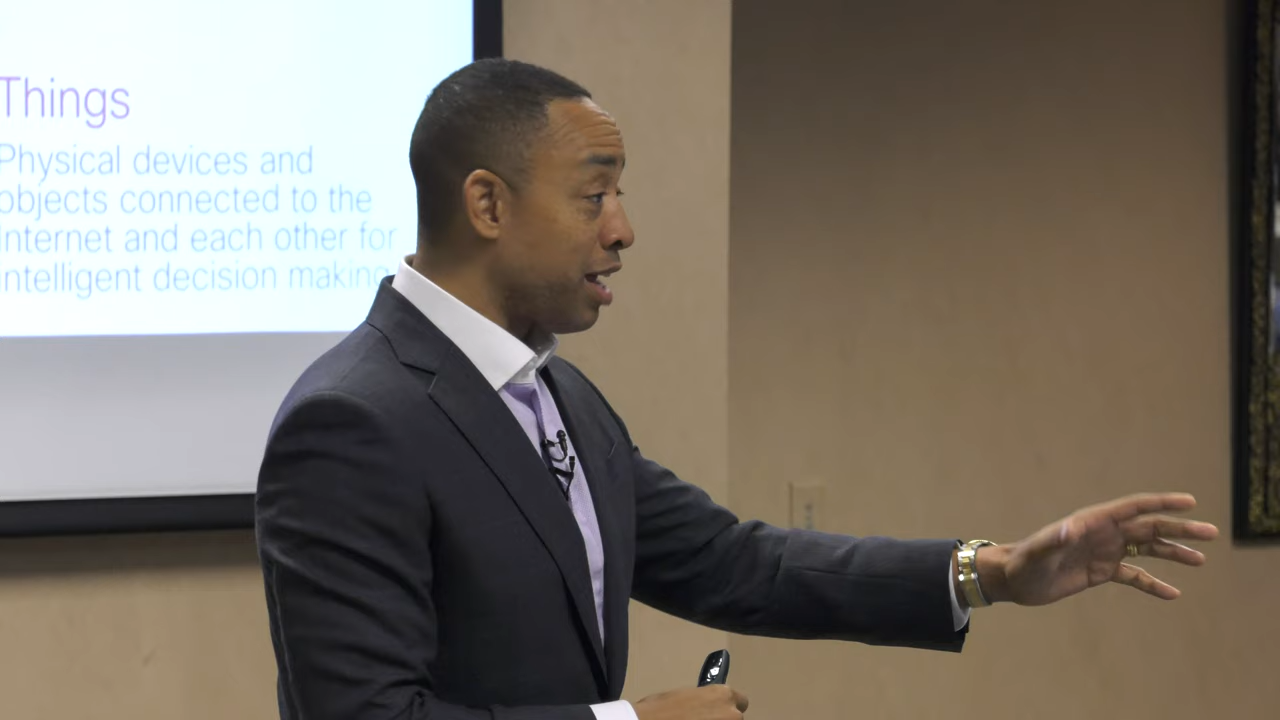 Things
Physical devices and
objects connected to the
Internet and each other for
intelligent decision making